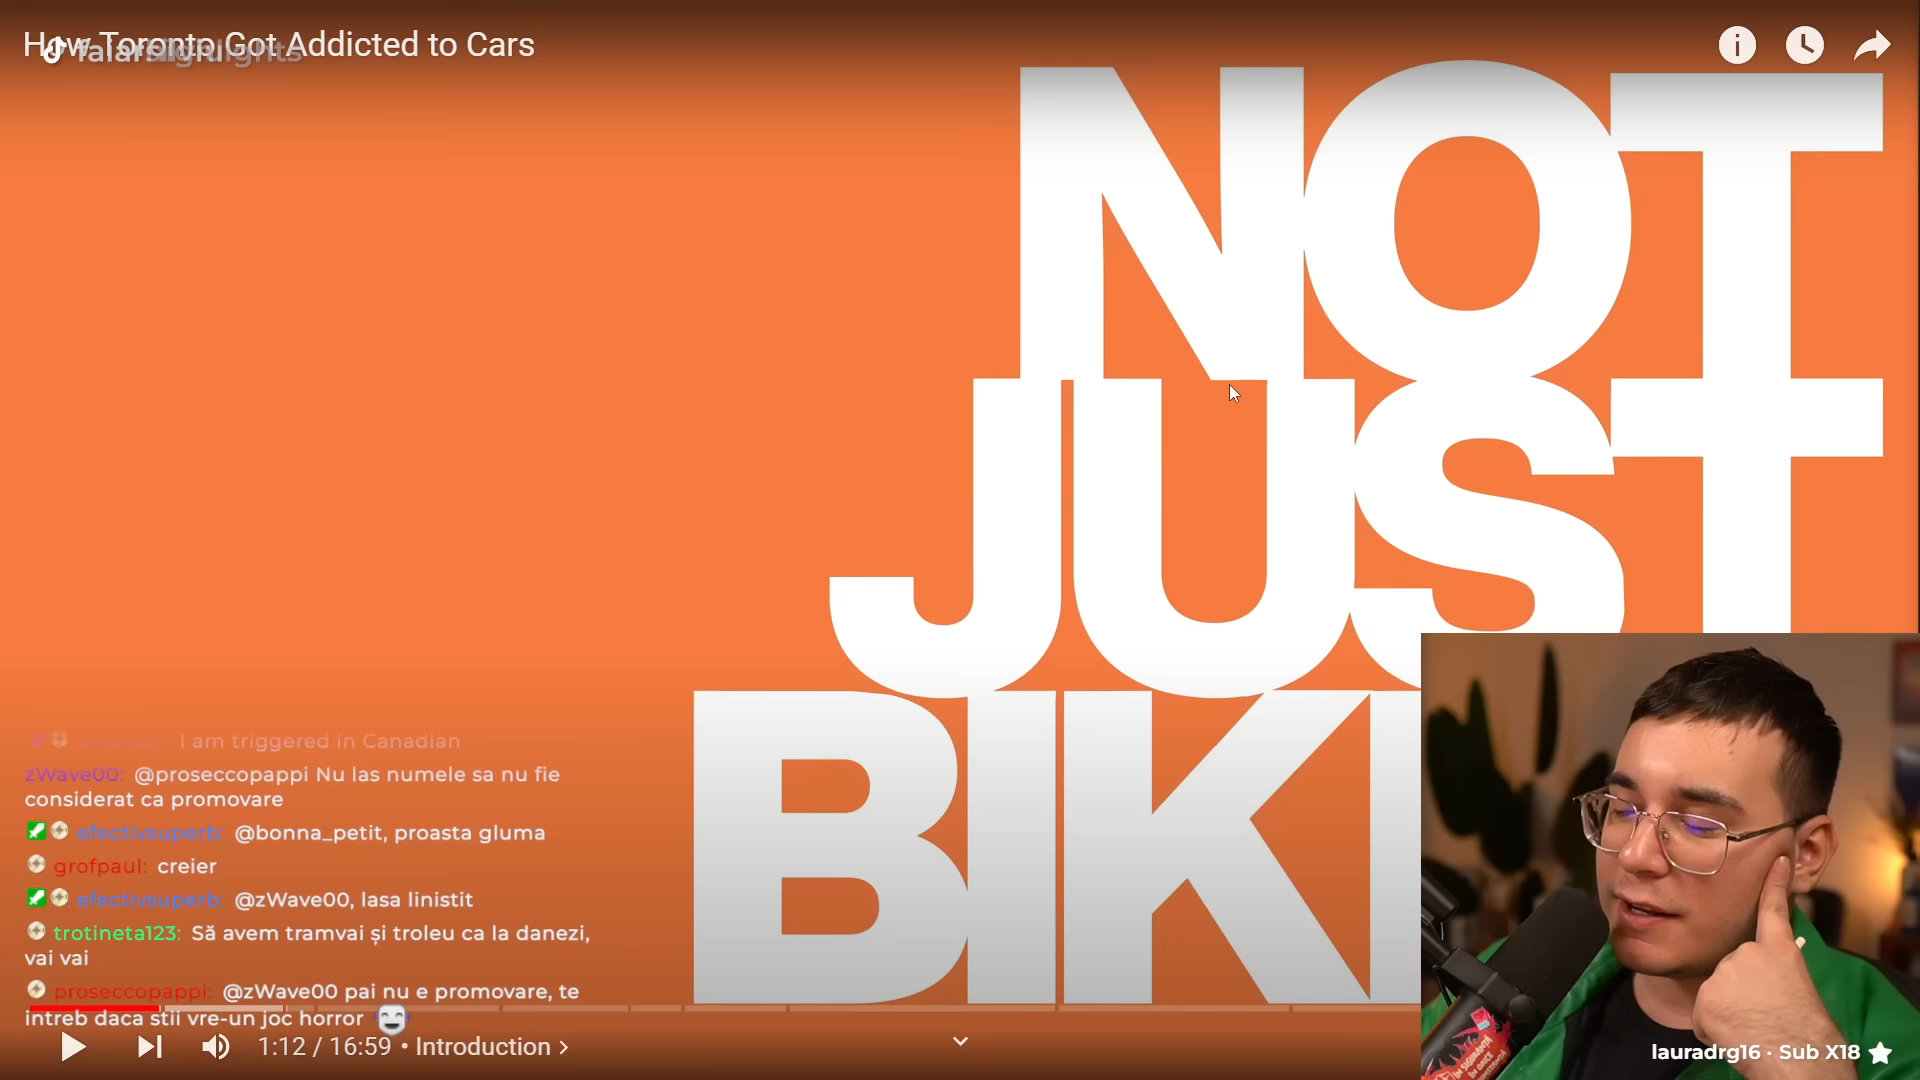 How Toronto Got Addicted to Cars
NOT
JUST
BIK
I am triggered in Canadian
zWave00: @proseccopappi Nu las numele sa nu fie
considerat ca promovare
efectivsuperb: @bonna_petit, proasta gluma
grofpaul: creier
efectivsuperb: @zWave00, lasa linistit
trotineta123: Să avem tramvai și troleu ca la danezi,
vai vai
proseccopappi: @zWave00 pai nu e promovare, te
intreb daca stii vre-un joc horror
1:12 / 16:59 • Introduction >
lauradrg16 · Sub X18